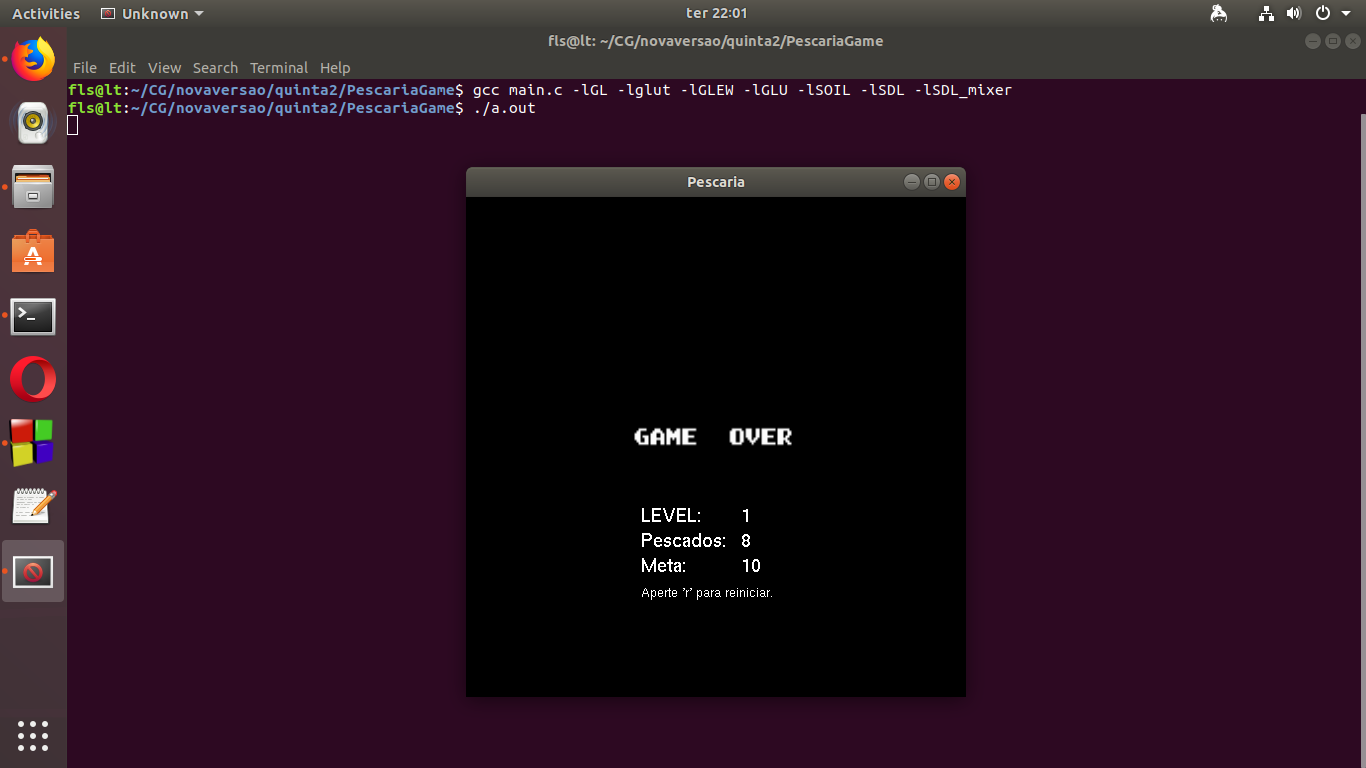 Activities Unknown ter 22:01
fls@lt: ~/CG/novaversao/quinta2/PescariaGame
File Edit View Search Terminal Help
fls@lt:~/CG/novaversao/quinta2/PescariaGame$ gcc main.c -lGL -lglut -lGLEW -lGLU -lSOIL -lSDL -lSDL_mixer
fls@lt:~/CG/novaversao/quinta2/PescariaGame$ ./a.out
Pescaria
GAME OVER
LEVEL: 1
Pescados: 8
Meta: 10
Aperte 'r' para reiniciar.